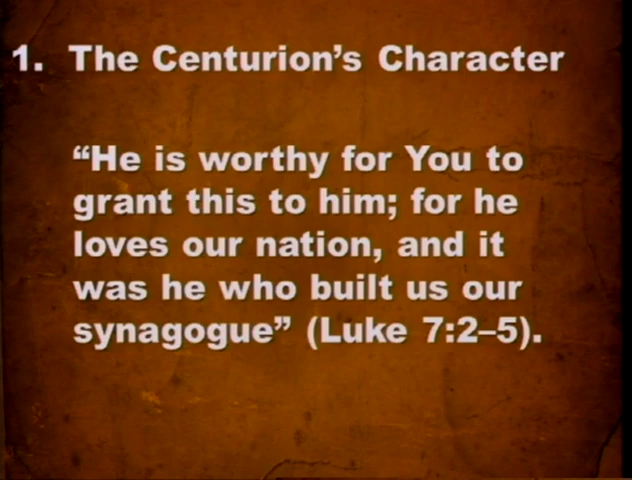 1. The Centurion’s Character
“He is worthy for You to
grant this to him; for he
loves our nation, and it
was he who built us our
synagogue” (Luke 7:2–5).